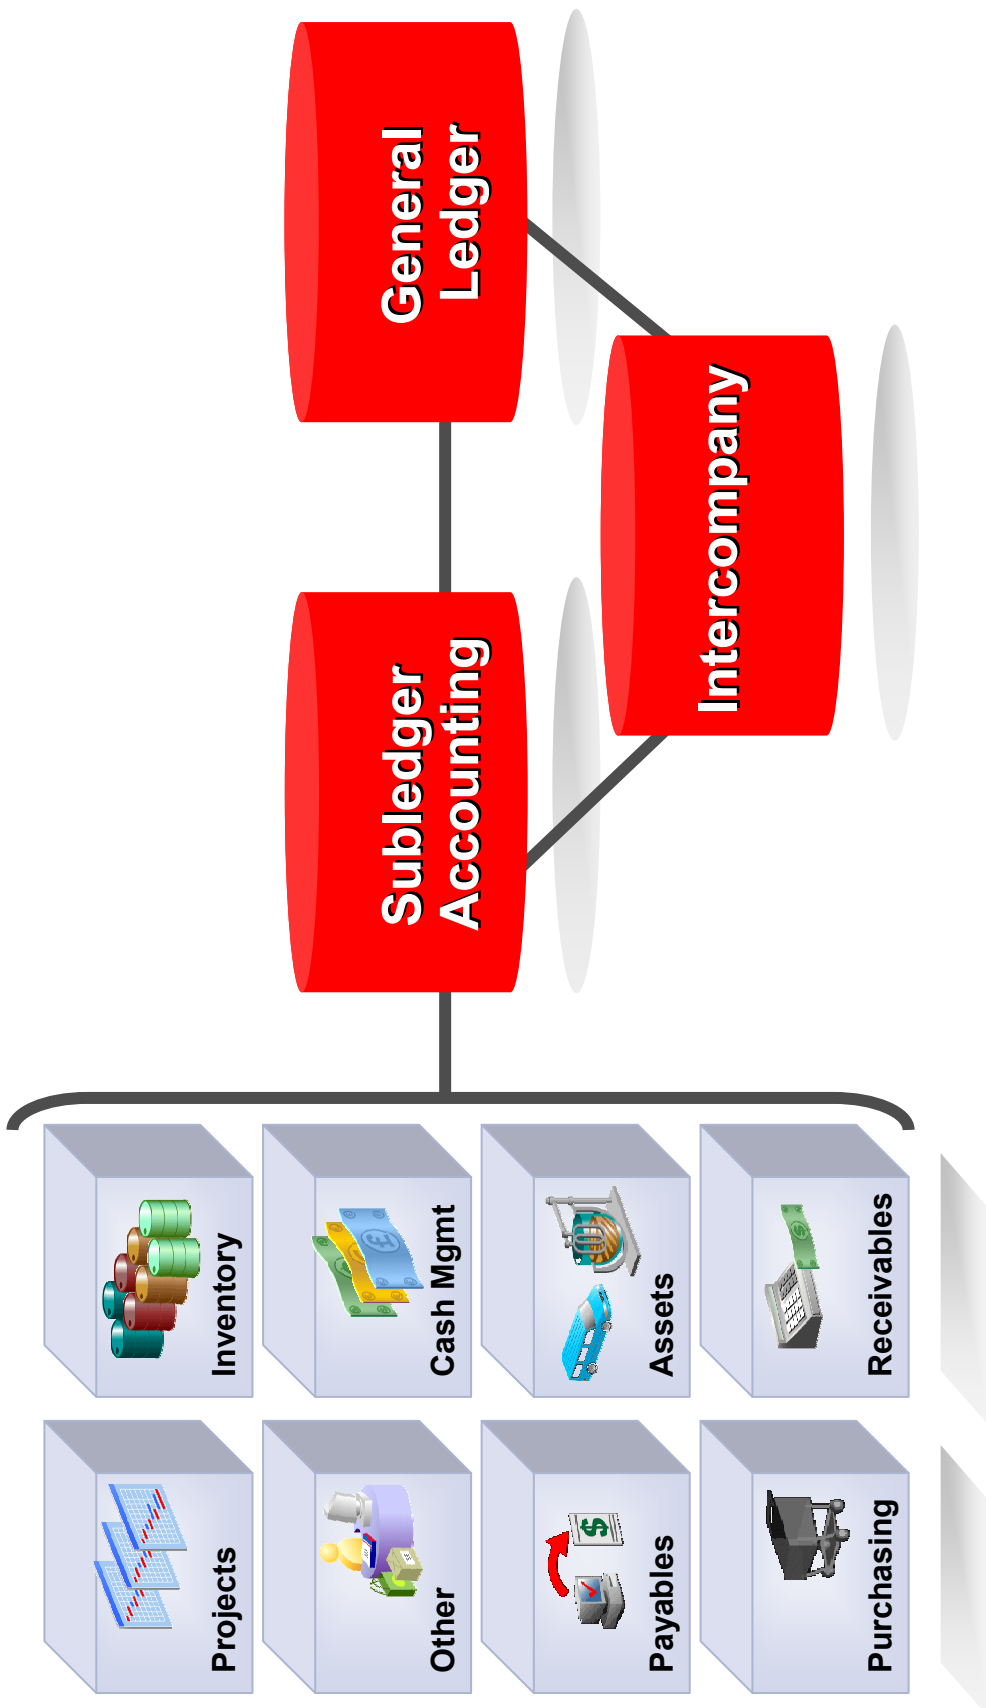 Projects
Inventory
Other
Cash Mgmt
Payables
Assets
Purchasing
Receivables
Subledger
Accounting
General
Ledger
Intercompany